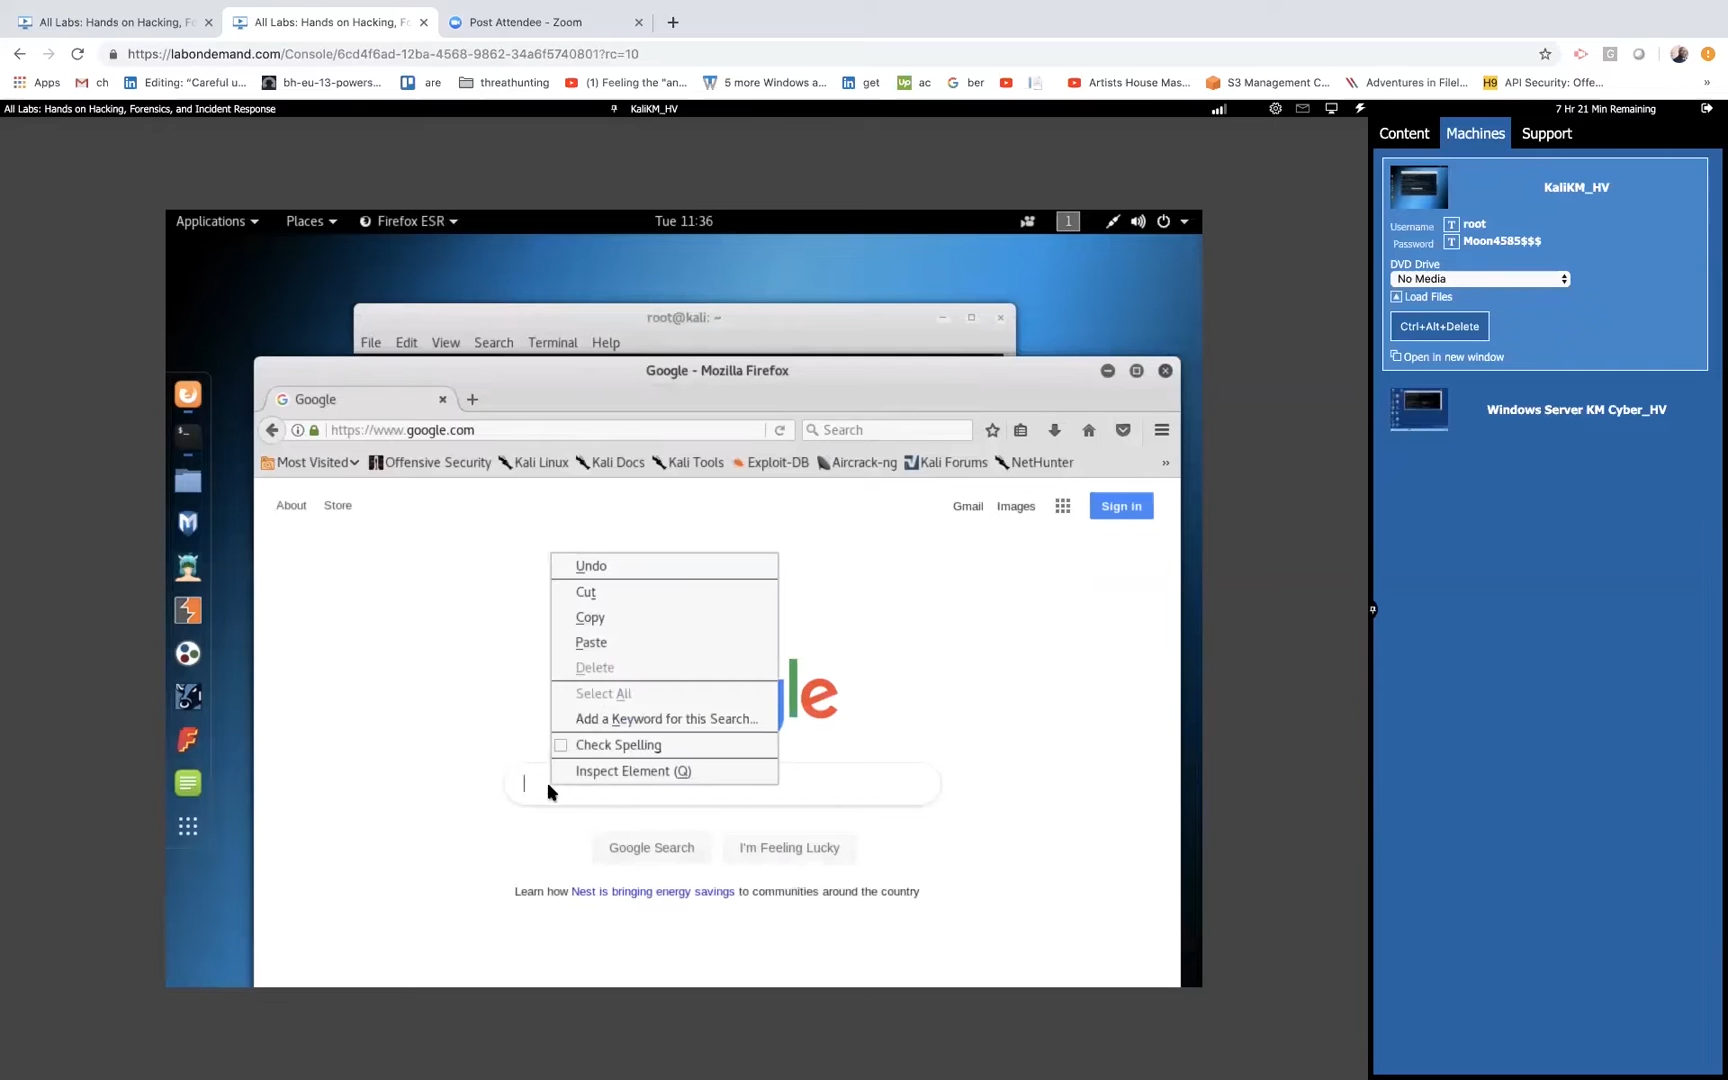 All Labs: Hands on Hacking, Fo
All Labs: Hands on Hacking, Fo
Post Attendee - Zoom
https://labondemand.com/Console/6cd4f6ad-12ba-4568-9862-34a6f5740801?rc=10
Apps
ch
Editing: “Careful u...
bh-eu-13-powers...
are
threathunting
(1) Feeling the "an...
5 more Windows a...
get
ac
ber
Artists House Mas...
S3 Management C...
Adventures in FileI...
API Security: Offe...
»
All Labs: Hands on Hacking, Forensics, and Incident Response
KaliKM_HV
7 Hr 21 Min Remaining
Content
Machines
Support
KaliKM_HV
Username
root
Password
Moon4585$$$
DVD Drive
No Media
Load Files
Ctrl+Alt+Delete
Open in new window
Windows Server KM Cyber_HV
Applications
Places
Firefox ESR
Tue 11:36
1
root@kali: ~
File
Edit
View
Search
Terminal
Help
Google - Mozilla Firefox
Google
https://www.google.com
Search
Most Visited
Offensive Security
Kali Linux
Kali Docs
Kali Tools
Exploit-DB
Aircrack-ng
Kali Forums
NetHunter
»
About
Store
Gmail
Images
Sign in
Undo
Cut
Copy
Paste
Delete
Select All
Add a Keyword for this Search...
Check Spelling
Inspect Element (Q)
le
Google Search
I'm Feeling Lucky
Learn how Nest is bringing energy savings to communities around the country